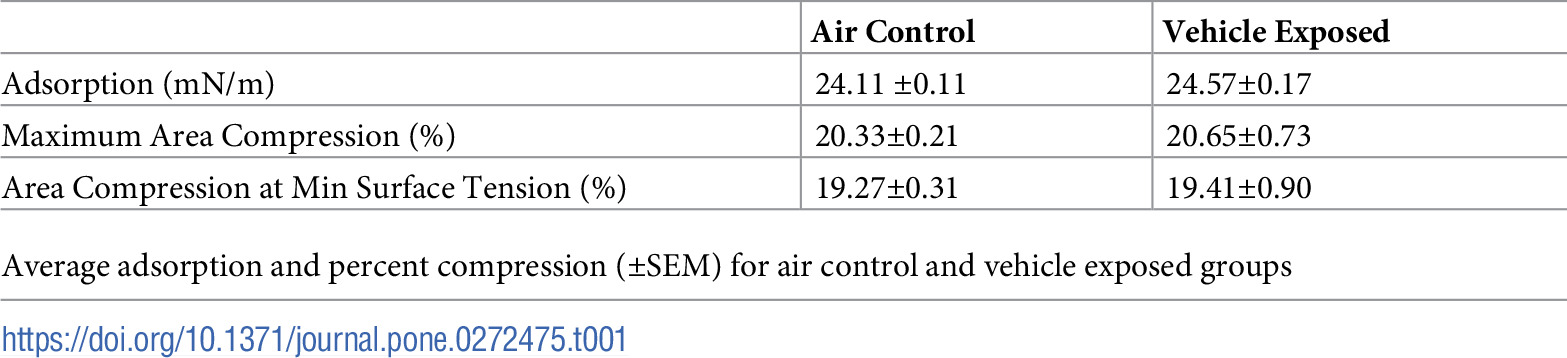 Air Control Vehicle Exposed
Adsorption (mN/m) 24.11 ±0.11 24.57±0.17
Maximum Area Compression (%) 20.33±0.21 20.65±0.73
Area Compression at Min Surface Tension (%) 19.27±0.31 19.41±0.90
Average adsorption and percent compression (±SEM) for air control and vehicle exposed groups
https://doi.org/10.1371/journal.pone.0272475.t001